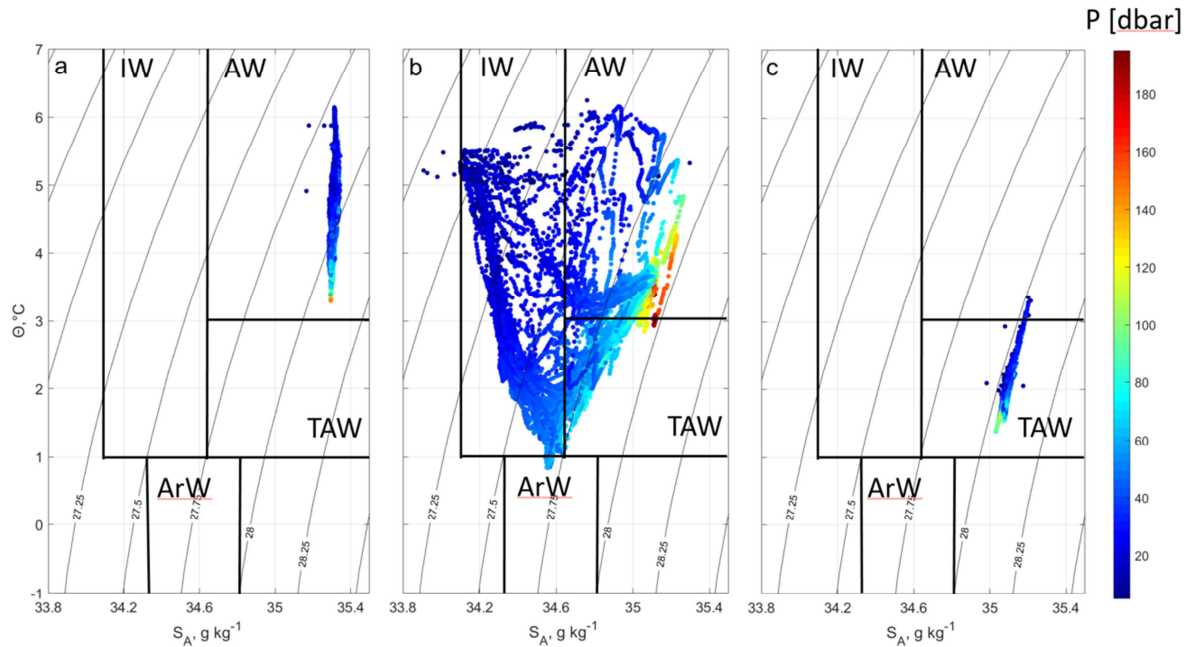 P [dbar]
a IW AW
b IW AW
c IW AW
7
6
5
4
3
2
1
0
-1
Θ,°C
TAW
TAW
TAW
ArW
ArW
ArW
27.25 27.5 27.75 28 28.25
27.25 27.5 27.75 28 28.25
27.25 27.5 27.75 28 28.25
33.8 34.2 34.6 35 35.4
33.8 34.2 34.6 35 35.4
33.8 34.2 34.6 35 35.4
S_A, g kg⁻¹
S_A, g kg⁻¹
S_A, g kg⁻¹
180
160
140
120
100
80
60
40
20